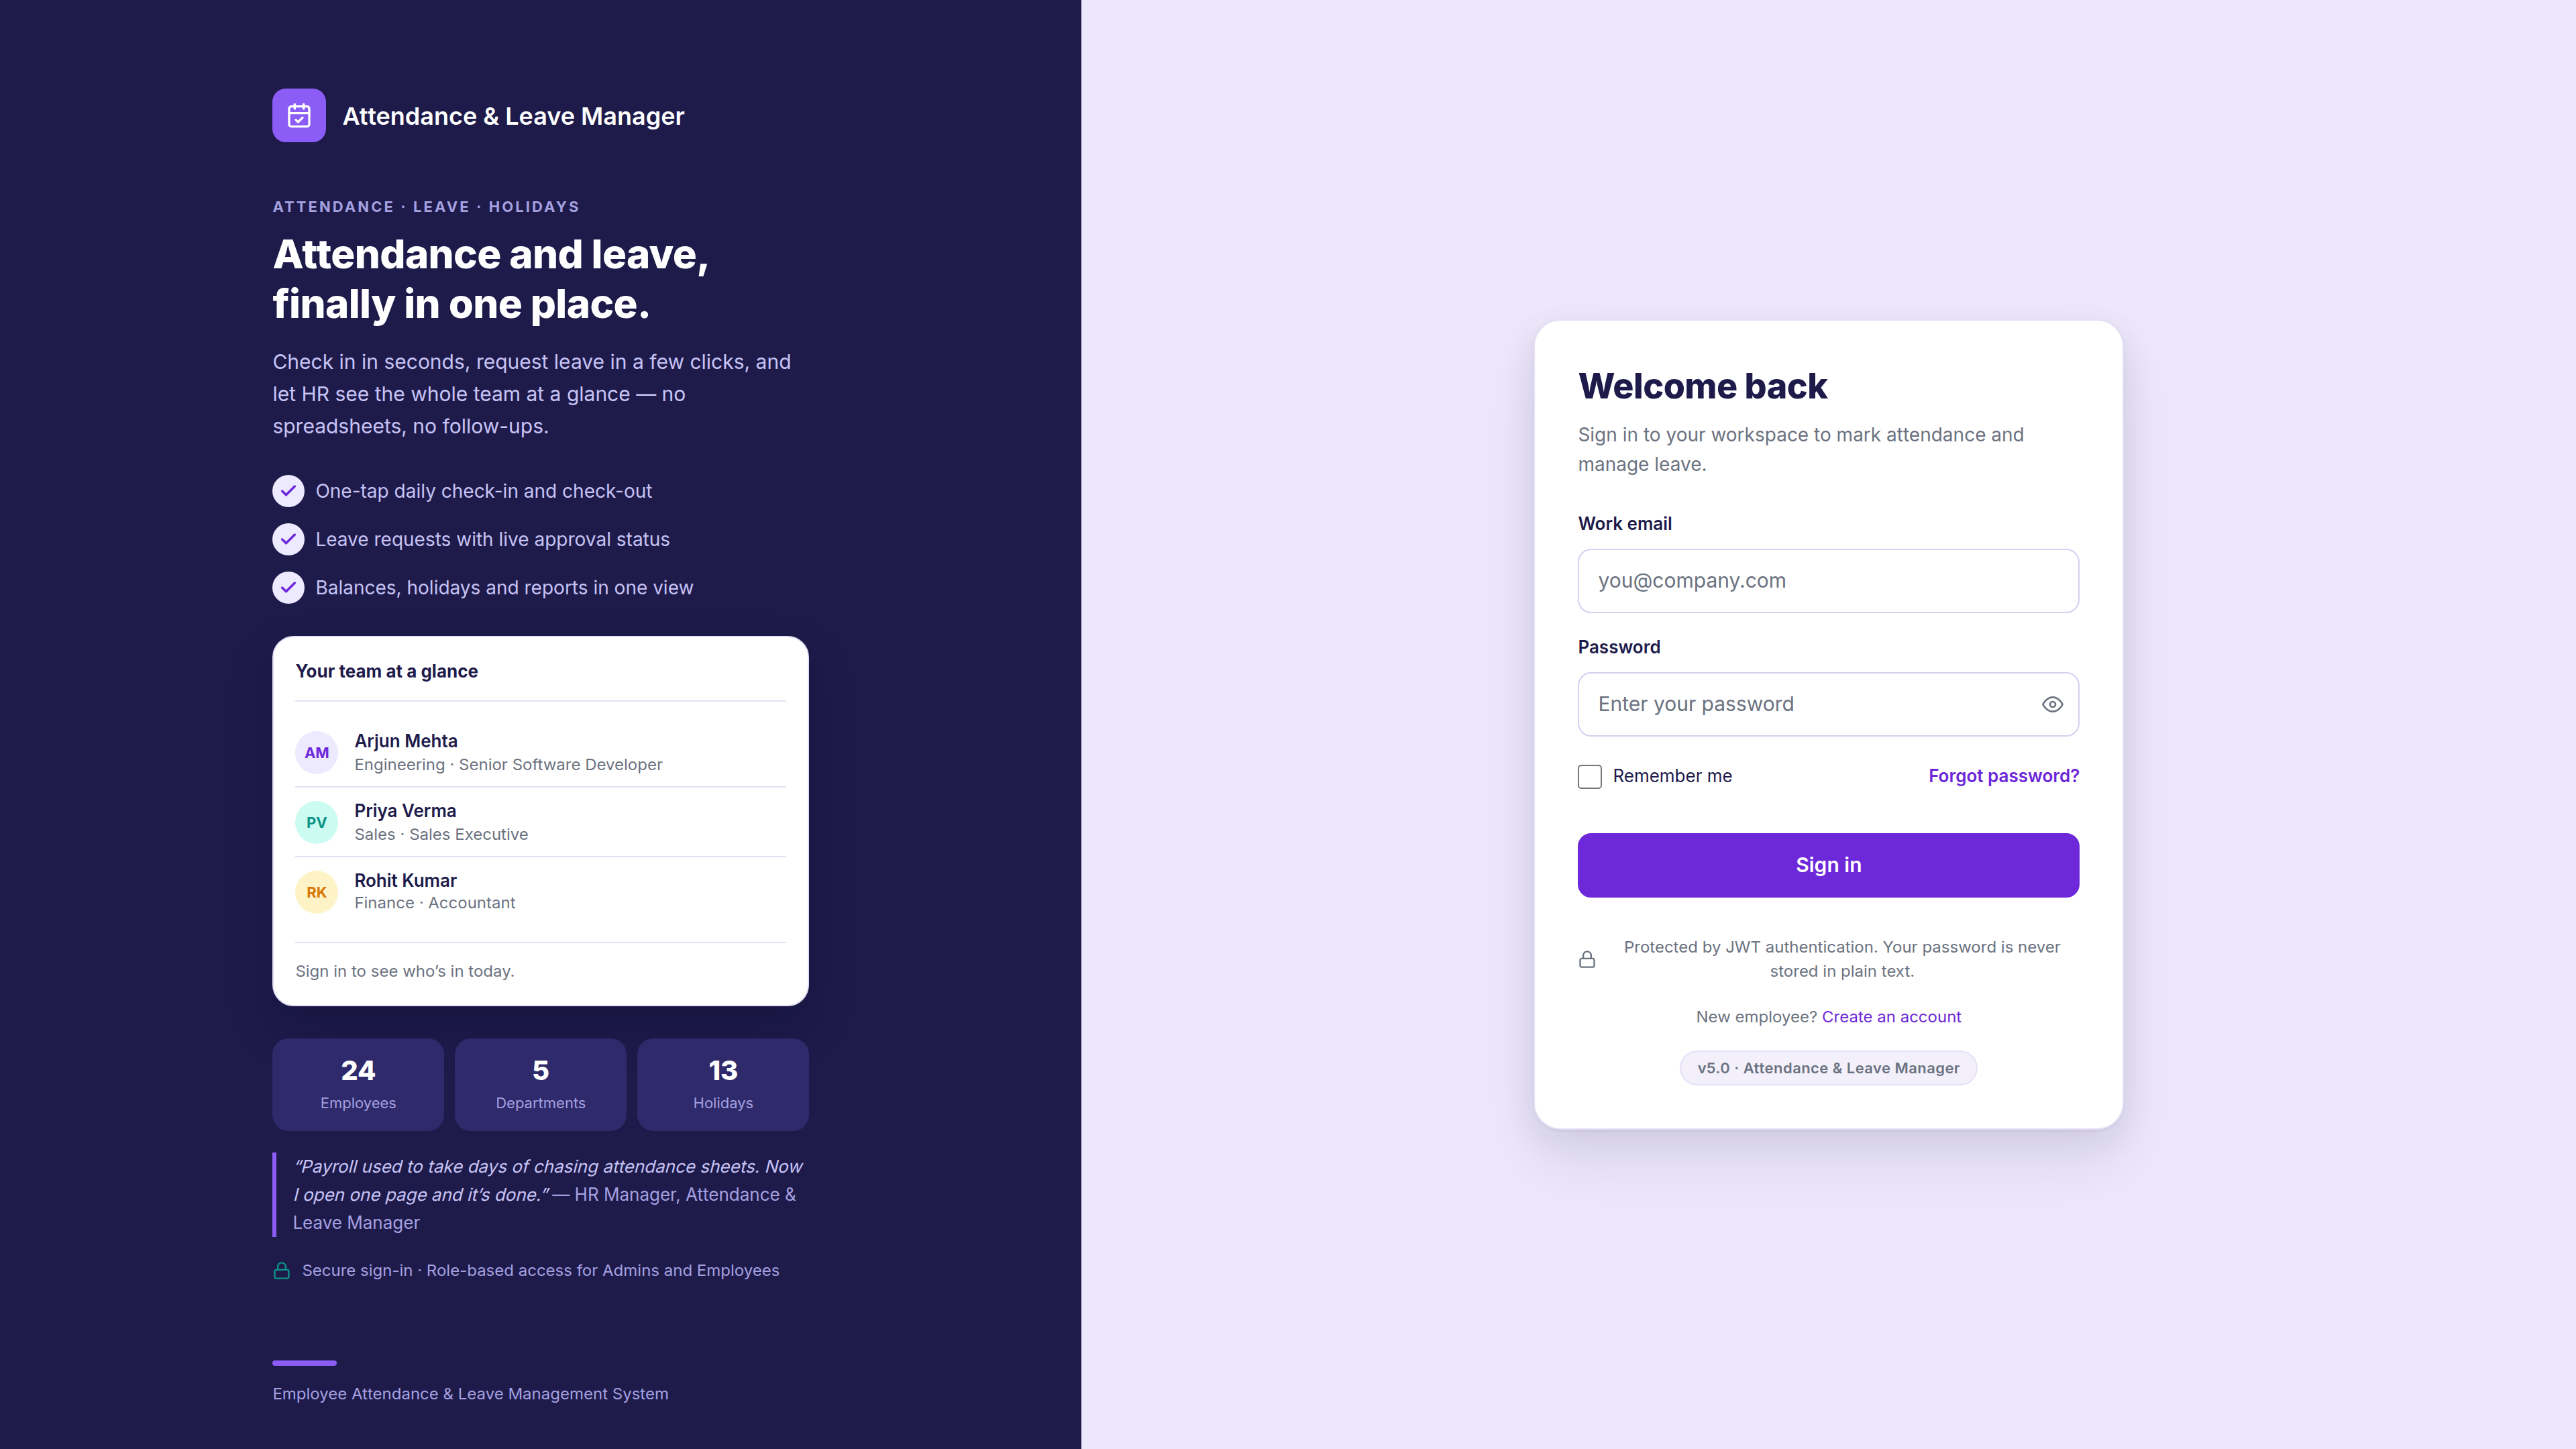 Attendance & Leave Manager
ATTENDANCE · LEAVE · HOLIDAYS
Attendance and leave,
finally in one place.
Check in in seconds, request leave in a few clicks, and
let HR see the whole team at a glance — no
spreadsheets, no follow-ups.
One-tap daily check-in and check-out
Leave requests with live approval status
Balances, holidays and reports in one view
Your team at a glance
AM
Arjun Mehta
Engineering · Senior Software Developer
PV
Priya Verma
Sales · Sales Executive
RK
Rohit Kumar
Finance · Accountant
Sign in to see who’s in today.
24
Employees
5
Departments
13
Holidays
“Payroll used to take days of chasing attendance sheets. Now
I open one page and it’s done.” — HR Manager, Attendance &
Leave Manager
Secure sign-in · Role-based access for Admins and Employees
Employee Attendance & Leave Management System
Welcome back
Sign in to your workspace to mark attendance and
manage leave.
Work email
you@company.com
Password
Enter your password
Remember me
Forgot password?
Sign in
Protected by JWT authentication. Your password is never
stored in plain text.
New employee? Create an account
v5.0 · Attendance & Leave Manager